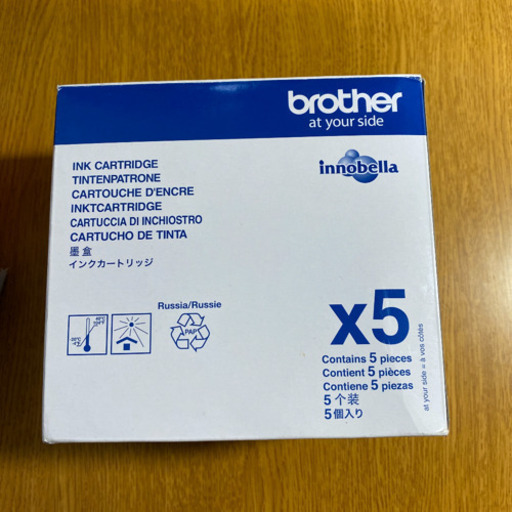 brother
at your side
innobella
INK CARTRIDGE
TINTENPATRONE
CARTOUCHE D'ENCRE
INKTCARTRIDGE
CARTUCCIA DI INCHIOSTRO
CARTUCHO DE TINTA
墨盒
インクカートリッジ
Russia/Russie
PAP
x5
Contains 5 pieces
Contient 5 pièces
Contiene 5 piezas
5个装
5個入り
at your side = à vos côtés